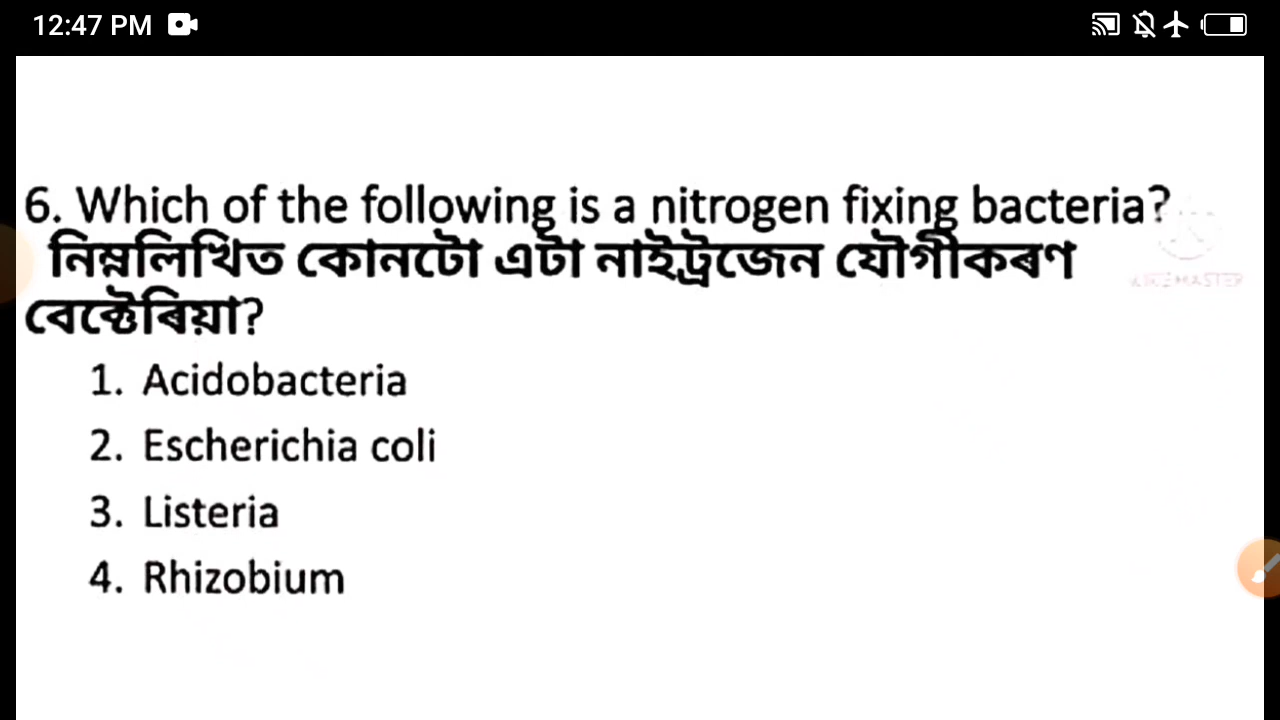 12:47 PM
6. Which of the following is a nitrogen fixing bacteria?
নিম্নলিখিত কোনটো এটা নাইট্ৰজেন যৌগীকৰণ
বেক্টেৰিয়া?
1. Acidobacteria
2. Escherichia coli
3. Listeria
4. Rhizobium